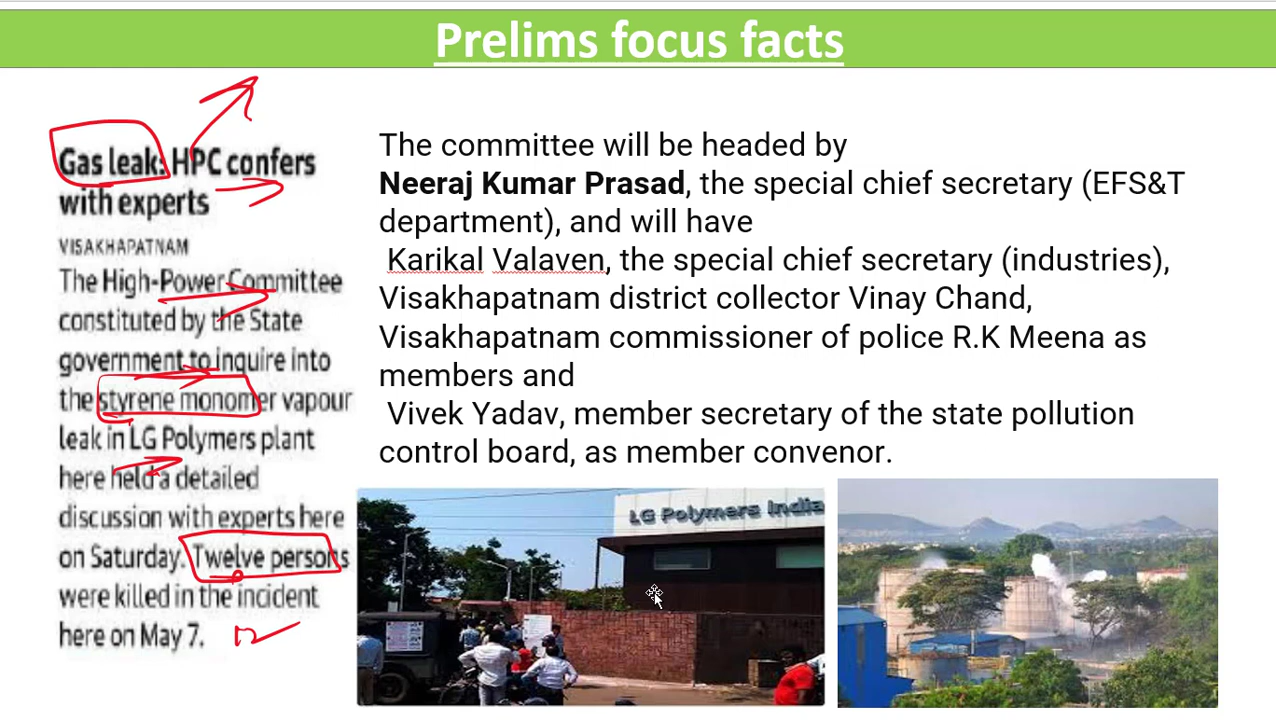 Prelims focus facts
Gas leak: HPC confers
with experts
VISAKHAPATNAM
The High-Power Committee
constituted by the State
government to inquire into
the styrene monomer vapour
leak in LG Polymers plant
here held a detailed
discussion with experts here
on Saturday. Twelve persons
were killed in the incident
here on May 7.
12
The committee will be headed by
Neeraj Kumar Prasad, the special chief secretary (EFS&T
department), and will have
Karikal Valaven, the special chief secretary (industries),
Visakhapatnam district collector Vinay Chand,
Visakhapatnam commissioner of police R.K Meena as
members and
Vivek Yadav, member secretary of the state pollution
control board, as member convenor.
LG Polymers India